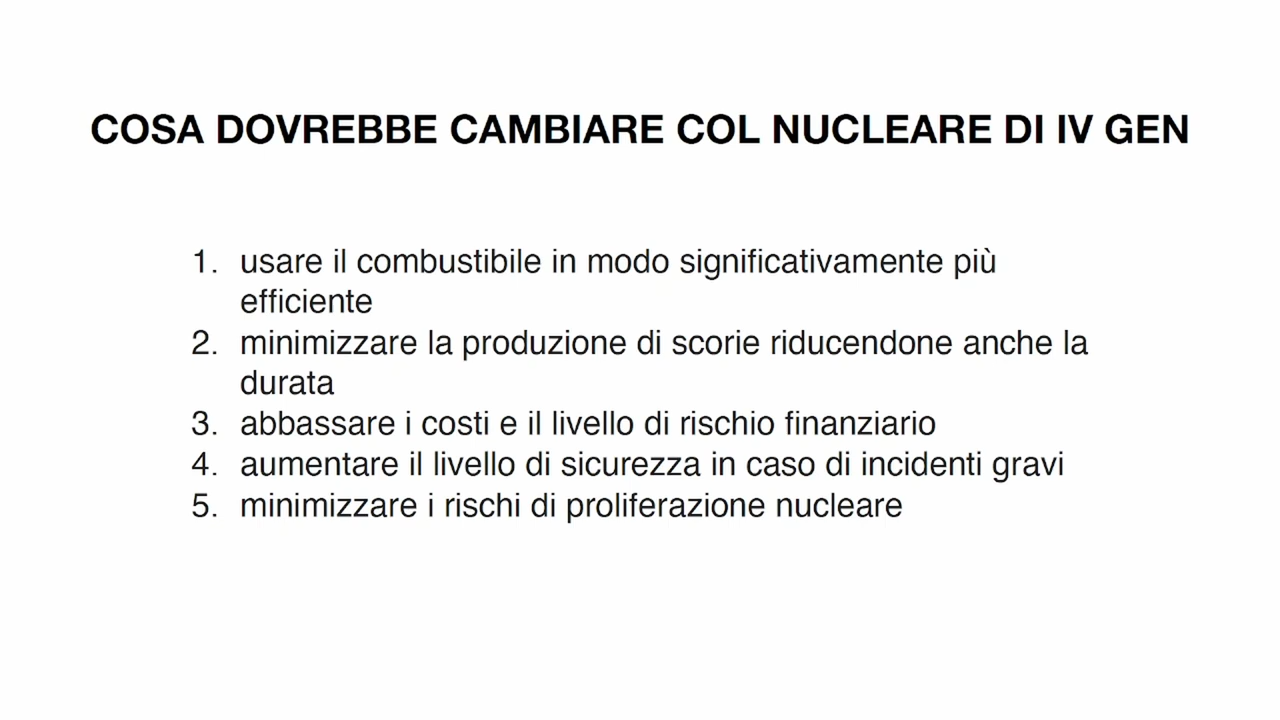 COSA DOVREBBE CAMBIARE COL NUCLEARE DI IV GEN
1. usare il combustibile in modo significativamente più
efficiente
2. minimizzare la produzione di scorie riducendone anche la
durata
3. abbassare i costi e il livello di rischio finanziario
4. aumentare il livello di sicurezza in caso di incidenti gravi
5. minimizzare i rischi di proliferazione nucleare